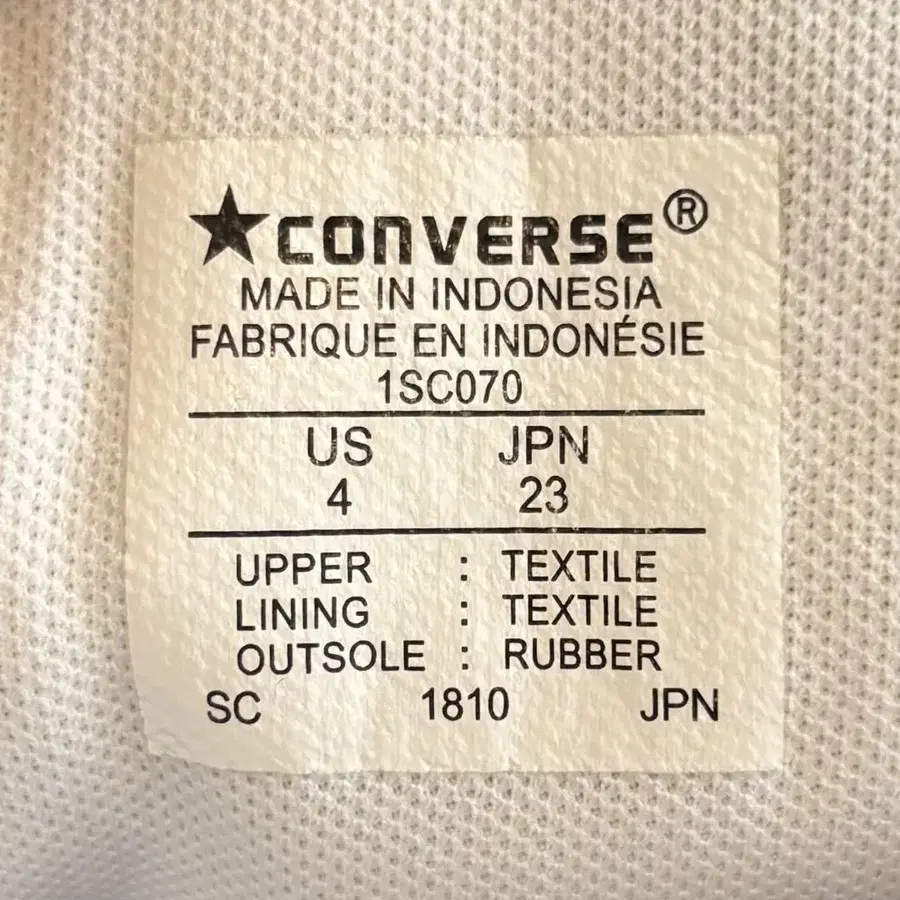 ★CONVERSE®
MADE IN INDONESIA
FABRIQUE EN INDONÉSIE
1SC070
US JPN
4 23
UPPER : TEXTILE
LINING : TEXTILE
OUTSOLE : RUBBER
SC 1810 JPN